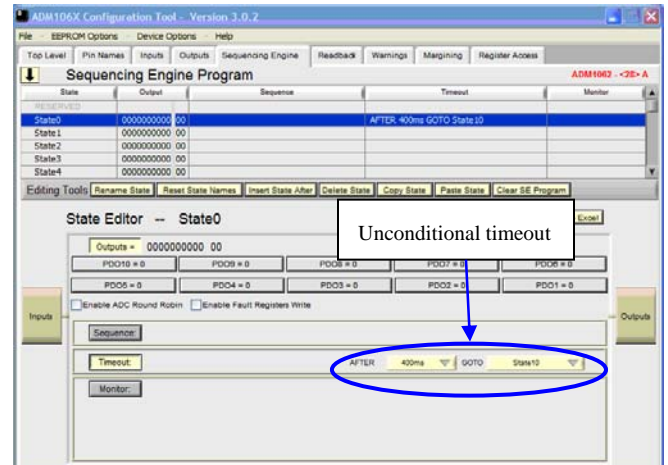 ADM106X Configuration Tool - Version 3.0.2
File EEPROM Options Device Options Help
Top Level Pin Names Inputs Outputs Sequencing Engine Readback Warnings Margining Register Access
Sequencing Engine Program ADM1062 - <28> A
State Output Sequence Timeout Monitor
RESERVED
State0 0000000000 00 AFTER 400ms GOTO State10
State1 0000000000 00
State2 0000000000 00
State3 0000000000 00
State4 0000000000 00
Editing Tools Rename State Reset State Names Insert State After Delete State Copy State Paste State Clear SE Program
State Editor -- State0
Excel
Unconditional timeout
Outputs = 0000000000 00
PDO10 = 0 PDO9 = 0 PDO8 = 0 PDO7 = 0 PDO6 = 0
PDO5 = 0 PDO4 = 0 PDO3 = 0 PDO2 = 0 PDO1 = 0
Enable ADC Round Robin Enable Fault Registers Write
Inputs Outputs
Sequence:
Timeout: AFTER 400ms GOTO State10
Monitor: